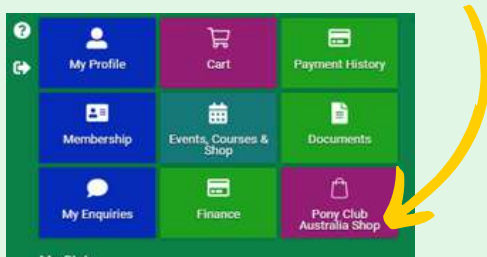 ?
My Profile
Cart
Payment History
Membership
Events, Courses &
Shop
Documents
My Enquiries
Finance
Pony Club
Australia Shop